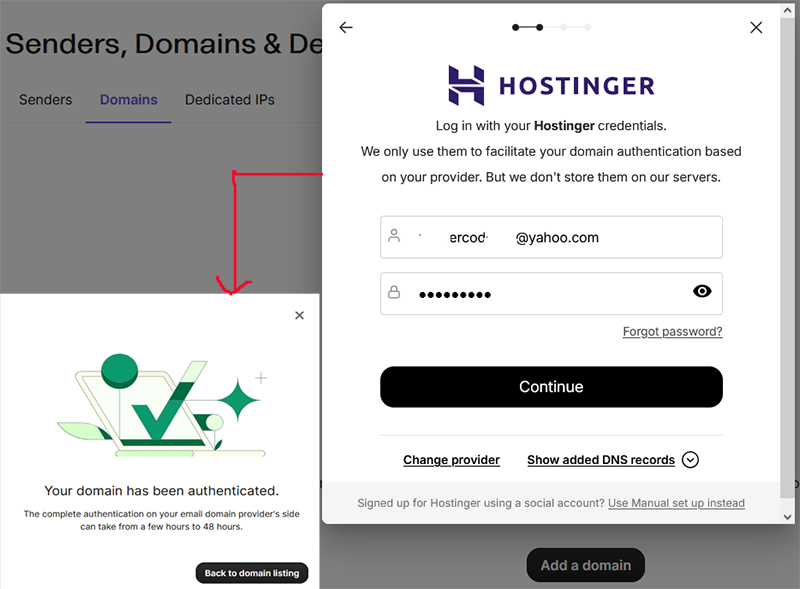 Senders, Domains & De
Senders Domains Dedicated IPs
HOSTINGER
Log in with your Hostinger credentials.
We only use them to facilitate your domain authentication based
on your provider. But we don't store them on our servers.
ercod @yahoo.com
Forgot password?
Continue
Change provider Show added DNS records
Signed up for Hostinger using a social account? Use Manual set up instead
Your domain has been authenticated.
The complete authentication on your email domain provider's side
can take from a few hours to 48 hours.
Back to domain listing
Add a domain